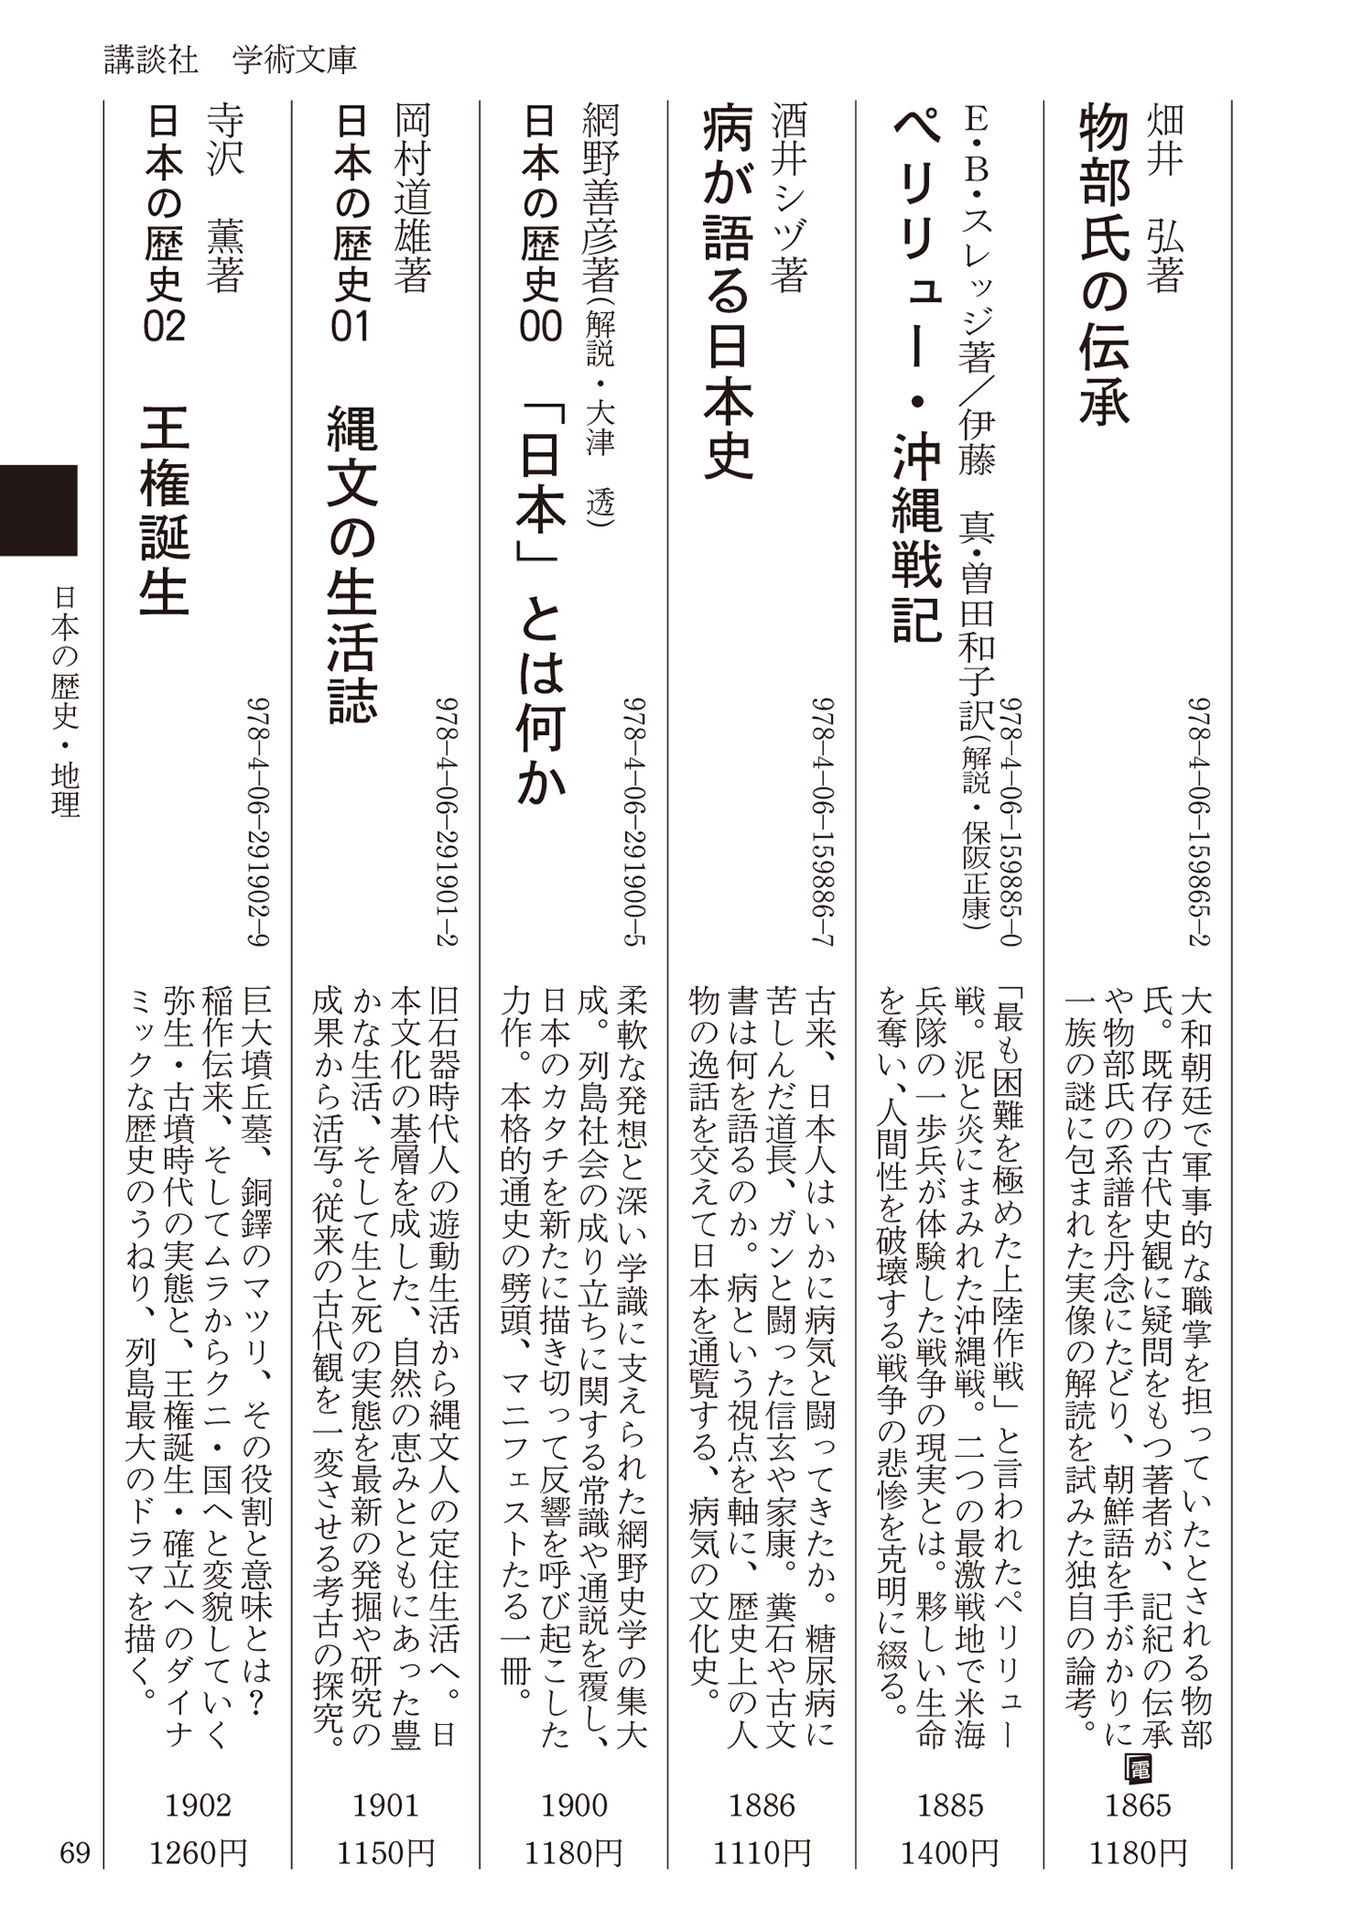 講談社　学術文庫
畑井　弘著
物部氏の伝承
978-4-06-159865-2
大和朝廷で軍事的な職掌を担っていたとされる物部
氏。既存の古代史観に疑問をもつ著者が、記紀の伝承
や物部氏の系譜を丹念にたどり、朝鮮語を手がかりに
一族の謎に包まれた実像の解読を試みた独自の論考。
電
1865
1180円
E・B・スレッジ著／伊藤　真・曽田和子訳(解説・保阪正康)
ペリリュー・沖縄戦記
978-4-06-159885-0
「最も困難を極めた上陸作戦」と言われたペリリュー
戦。泥と炎にまみれた沖縄戦。二つの最激戦地で米海
兵隊の一歩兵が体験した戦争の現実とは。夥しい生命
を奪い、人間性を破壊する戦争の悲惨を克明に綴る。
1885
1400円
酒井シヅ著
病が語る日本史
978-4-06-159886-7
古来、日本人はいかに病気と闘ってきたか。糖尿病に
苦しんだ道長、ガンと闘った信玄や家康。糞石や古文
書は何を語るのか。病という視点を軸に、歴史上の人
物の逸話を交えて日本を通覧する、病気の文化史。
1886
1110円
網野善彦著(解説・大津　透)
日本の歴史00　「日本」とは何か
978-4-06-291900-5
柔軟な発想と深い学識に支えられた網野史学の集大
成。列島社会の成り立ちに関する常識や通説を覆し、
日本のカタチを新たに描き切って反響を呼び起こした
力作。本格的通史の劈頭、マニフェストたる一冊。
1900
1180円
岡村道雄著
日本の歴史01　縄文の生活誌
978-4-06-291901-2
旧石器時代人の遊動生活から縄文人の定住生活へ。日
本文化の基層を成した、自然の恵みとともにあった豊
かな生活、そして生と死の実態を最新の発掘や研究の
成果から活写。従来の古代観を一変させる考古の探究。
1901
1150円
寺沢　薫著
日本の歴史02　王権誕生
978-4-06-291902-9
巨大墳丘墓、銅鐸のマツリ、その役割と意味とは？
稲作伝来、そしてムラからクニ・国へと変貌していく
弥生・古墳時代の実態と、王権誕生・確立へのダイナ
ミックな歴史のうねり、列島最大のドラマを描く。
1902
1260円
日本の歴史・地理
69